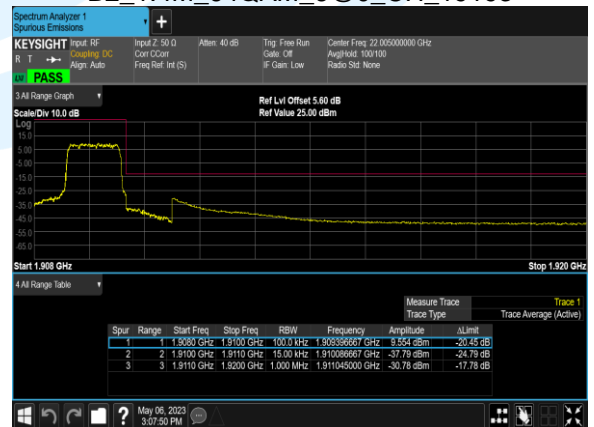 Spectrum Analyzer 1
Spurious Emissions
+
KEYSIGHT Input: RF
R T Coupling: DC
Align: Auto
Input Z: 50 Ω
Corr CCorr
Freq Ref: Int (S)
Atten: 40 dB
Trig: Free Run
Gate: Off
IF Gain: Low
Center Freq: 22.005000000 GHz
Avg|Hold: 100/100
Radio Std: None
LV PASS
3 All Range Graph
Ref Lvl Offset 5.60 dB
Scale/Div 10.0 dB Ref Value 25.00 dBm
Log
15.0
5.00
-5.00
-15.0
-25.0
-35.0
-45.0
-55.0
-65.0
Start 1.908 GHz Stop 1.920 GHz
4 All Range Table
Measure Trace Trace 1
Trace Type Trace Average (Active)
Spur Range Start Freq Stop Freq RBW Frequency Amplitude ΔLimit
1 1 1.9080 GHz 1.9100 GHz 100.0 kHz 1.909396667 GHz 9.554 dBm -20.45 dB
2 2 1.9100 GHz 1.9110 GHz 15.00 kHz 1.910086667 GHz -37.79 dBm -24.79 dB
3 3 1.9110 GHz 1.9200 GHz 1.000 MHz 1.911045000 GHz -30.78 dBm -17.78 dB
? May 06, 2023
3:07:50 PM